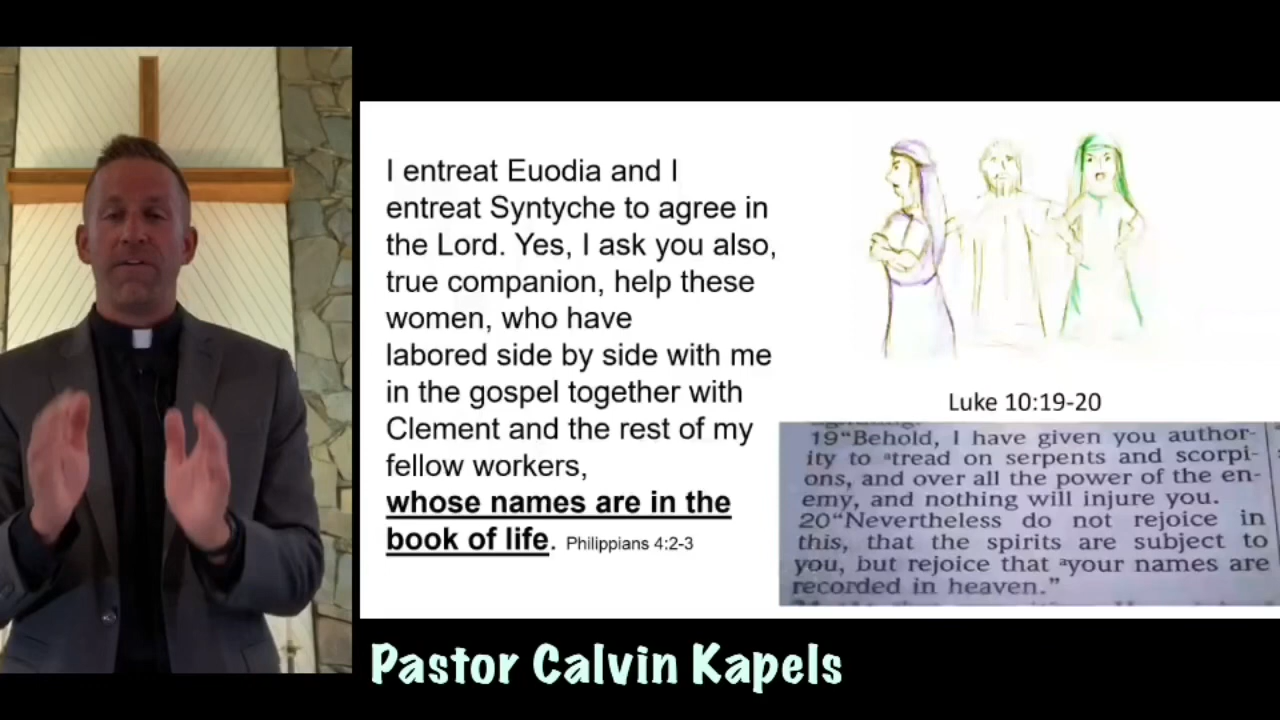 I entreat Euodia and I
entreat Syntyche to agree in
the Lord. Yes, I ask you also,
true companion, help these
women, who have
labored side by side with me
in the gospel together with
Clement and the rest of my
fellow workers,
whose names are in the
book of life. Philippians 4:2-3
Luke 10:19-20
19“Behold, I have given you author-
ity to ªtread on serpents and scorpi-
ons, and over all the power of the en-
emy, and nothing will injure you.
20“Nevertheless do not rejoice in
this, that the spirits are subject to
you, but rejoice that ªyour names are
recorded in heaven.”
Pastor Calvin Kapels